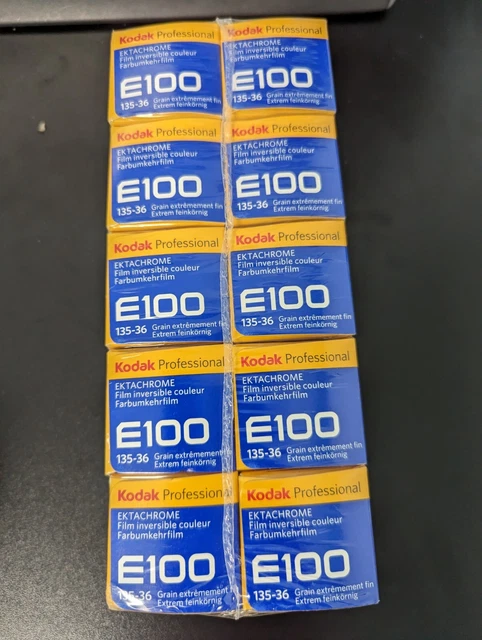 Kodak Professional
EKTACHROME
Film inversible couleur
Farbumkehrfilm
E100
135-36 Grain extrêmement fin
Extrem feinkörnig
Kodak Professional
EKTACHROME
Film inversible couleur
Farbumkehrfilm
E100
135-36 Grain extrêmement fin
Extrem feinkörnig
Kodak Professional
EKTACHROME
Film inversible couleur
Farbumkehrfilm
E100
135-36 Grain extrêmement fin
Extrem feinkörnig
Kodak Professional
EKTACHROME
Film inversible couleur
Farbumkehrfilm
E100
135-36 Grain extrêmement fin
Extrem feinkörnig
Kodak Professional
EKTACHROME
Film inversible couleur
Farbumkehrfilm
E100
135-36 Grain extrêmement fin
Extrem feinkörnig
Kodak Professional
EKTACHROME
Film inversible couleur
Farbumkehrfilm
E100
135-36 Grain extrêmement fin
Extrem feinkörnig
Kodak Professional
EKTACHROME
Film inversible couleur
Farbumkehrfilm
E100
135-36 Grain extrêmement fin
Extrem feinkörnig
Kodak Professional
EKTACHROME
Film inversible couleur
Farbumkehrfilm
E100
135-36 Grain extrêmement fin
Extrem feinkörnig
Kodak Professional
EKTACHROME
Film inversible couleur
Farbumkehrfilm
E100
135-36 Grain extrêmement
Extrem feinkörnig
Kodak Professional
EKTACHROME
Film inversible couleur
Farbumkehrfilm
E100
135-36 Grain extrêmement fin
Extrem feinkörnig